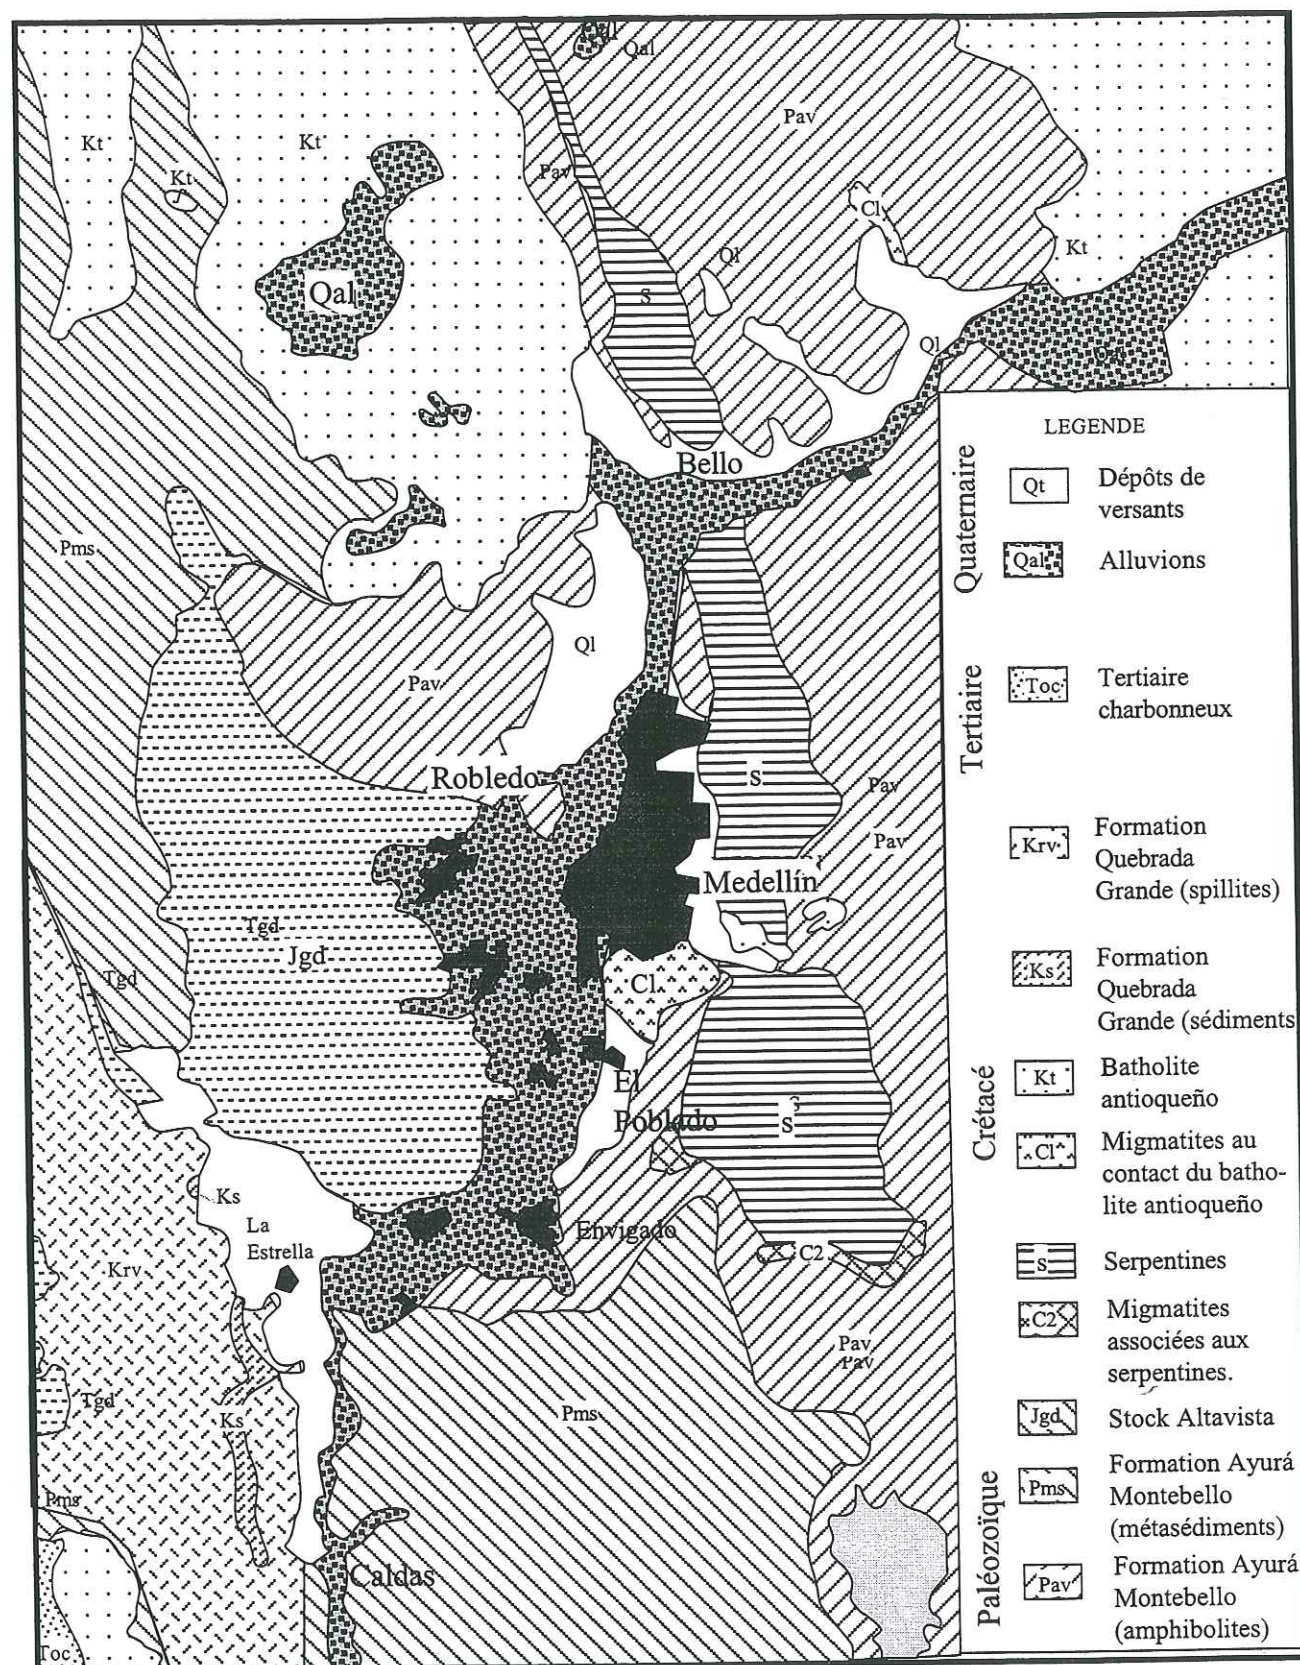 Qal
Qal
Pav
Kt
Kt
Kt
Pav
Cl
Kt
Ql
S
Qal
Ql
Qal
LEGENDE
Bello
Quaternaire
Qt
Dépôts de
versants
Pms
Qal
Alluvions
Ql
Tertiaire
Toc
Tertiaire
charbonneux
Pav
Robledo
S
Pav
Pav
Krv
Formation
Quebrada
Grande (spillites)
Medellín
Tgd
Jgd
Tgd
Cl
Ks
Formation
Quebrada
Grande (sédiments
Crétacé
Kt
Batholite
antioqueño
El
Poblado
s
S
Cl
Migmatites au
contact du batho-
lite antioqueño
Ks
La
Estrella
Envigado
C2
Krv
S
Serpentines
C2
Migmatites
associées aux
serpentines.
Pav
Pav
Tgd
Ks
Pms
Jgd
Stock Altavista
Paléozoïque
Pms
Formation Ayurá
Montebello
(métasédiments)
Pms
Caldas
Pav
Formation Ayurá
Montebello
(amphibolites)
Toc